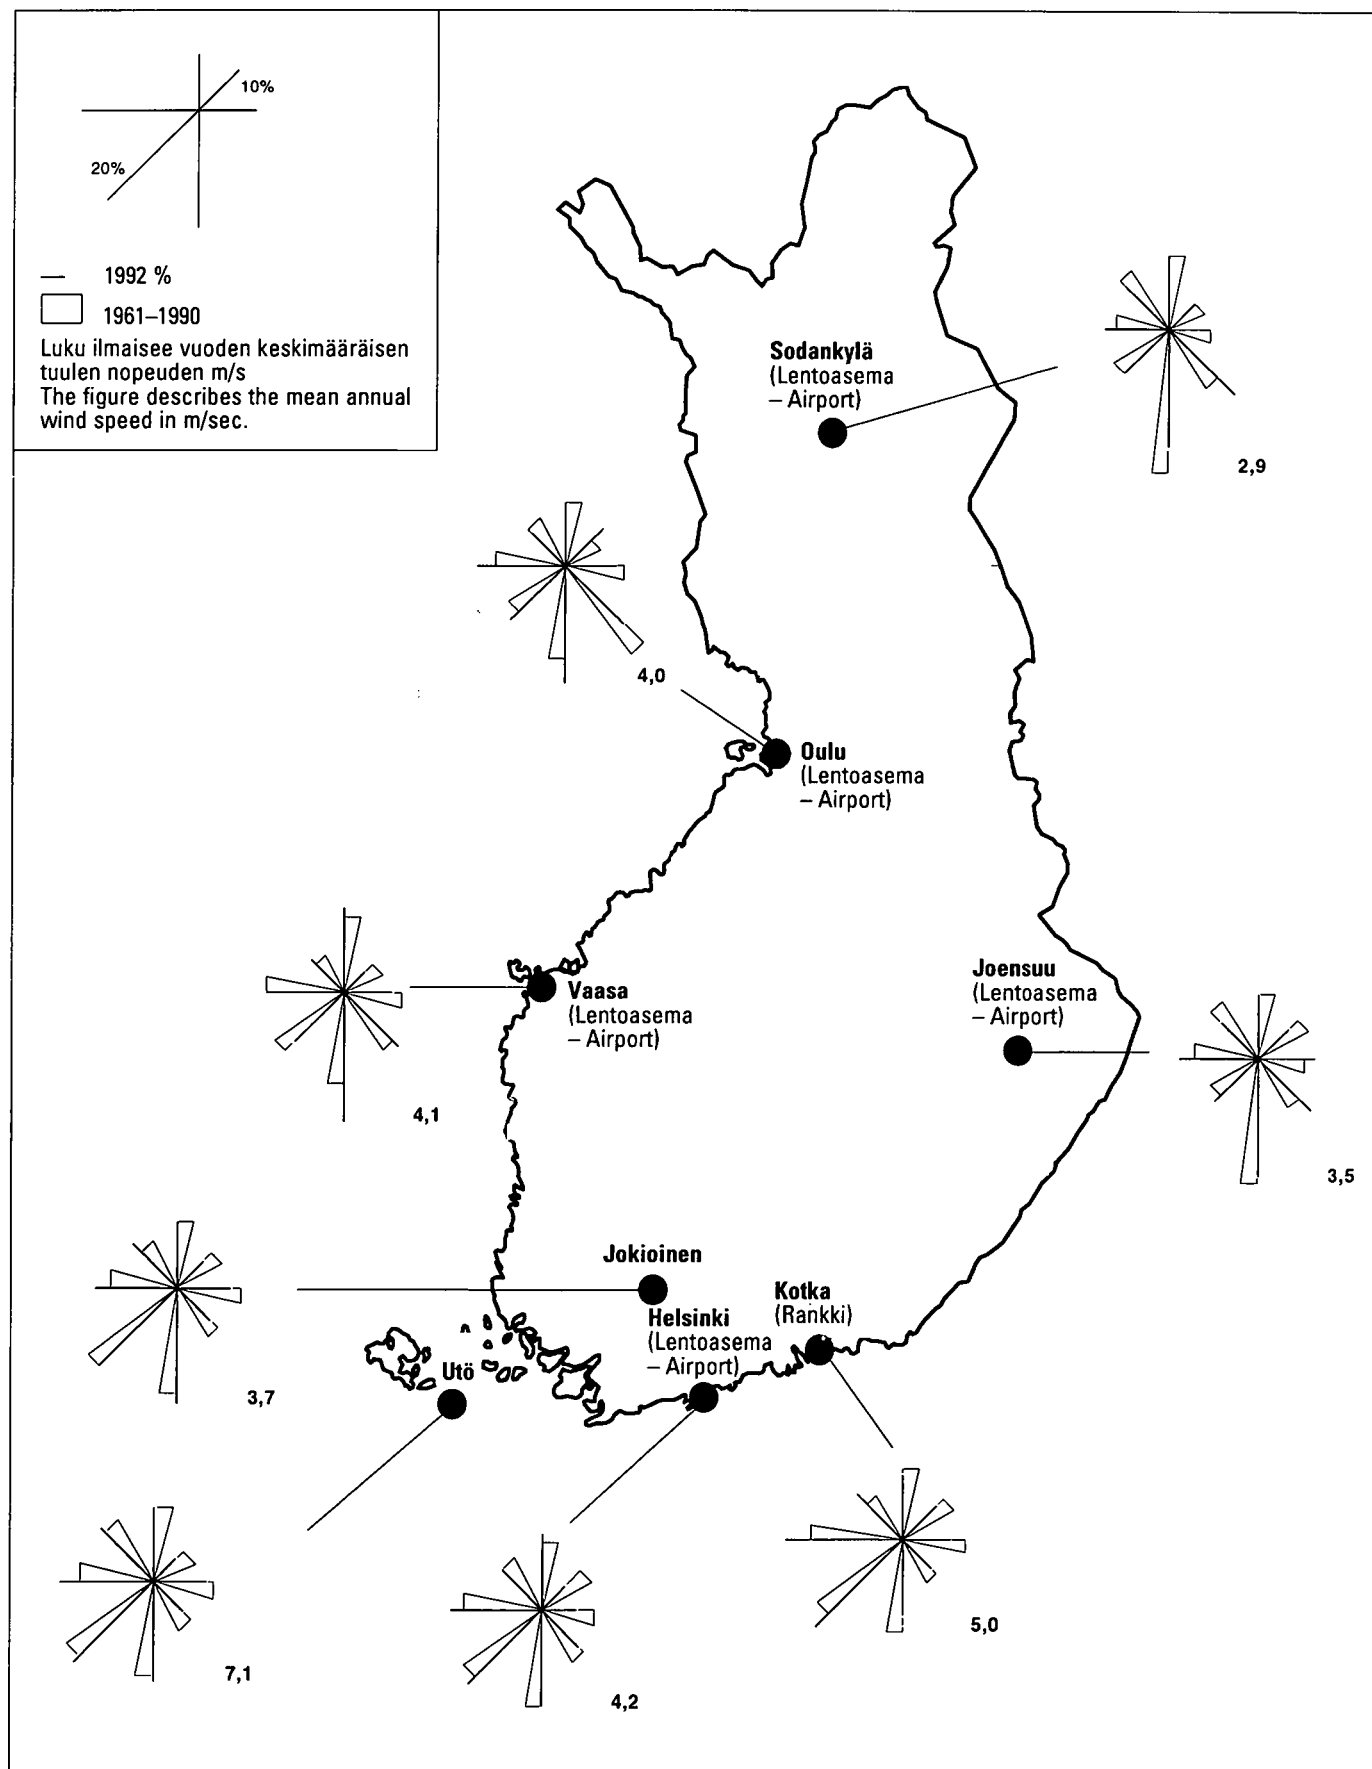 10%
20%
1992 %
1961–1990
Luku ilmaisee vuoden keskimääräisen
tuulen nopeuden m/s
The figure describes the mean annual
wind speed in m/sec.
Sodankylä
(Lentoasema
– Airport)
2,9
4,0
Oulu
(Lentoasema
– Airport)
Vaasa
(Lentoasema
– Airport)
4,1
Joensuu
(Lentoasema
– Airport)
3,5
Jokioinen
3,7
Kotka
(Rankki)
Helsinki
(Lentoasema
– Airport)
Utö
7,1
4,2
5,0